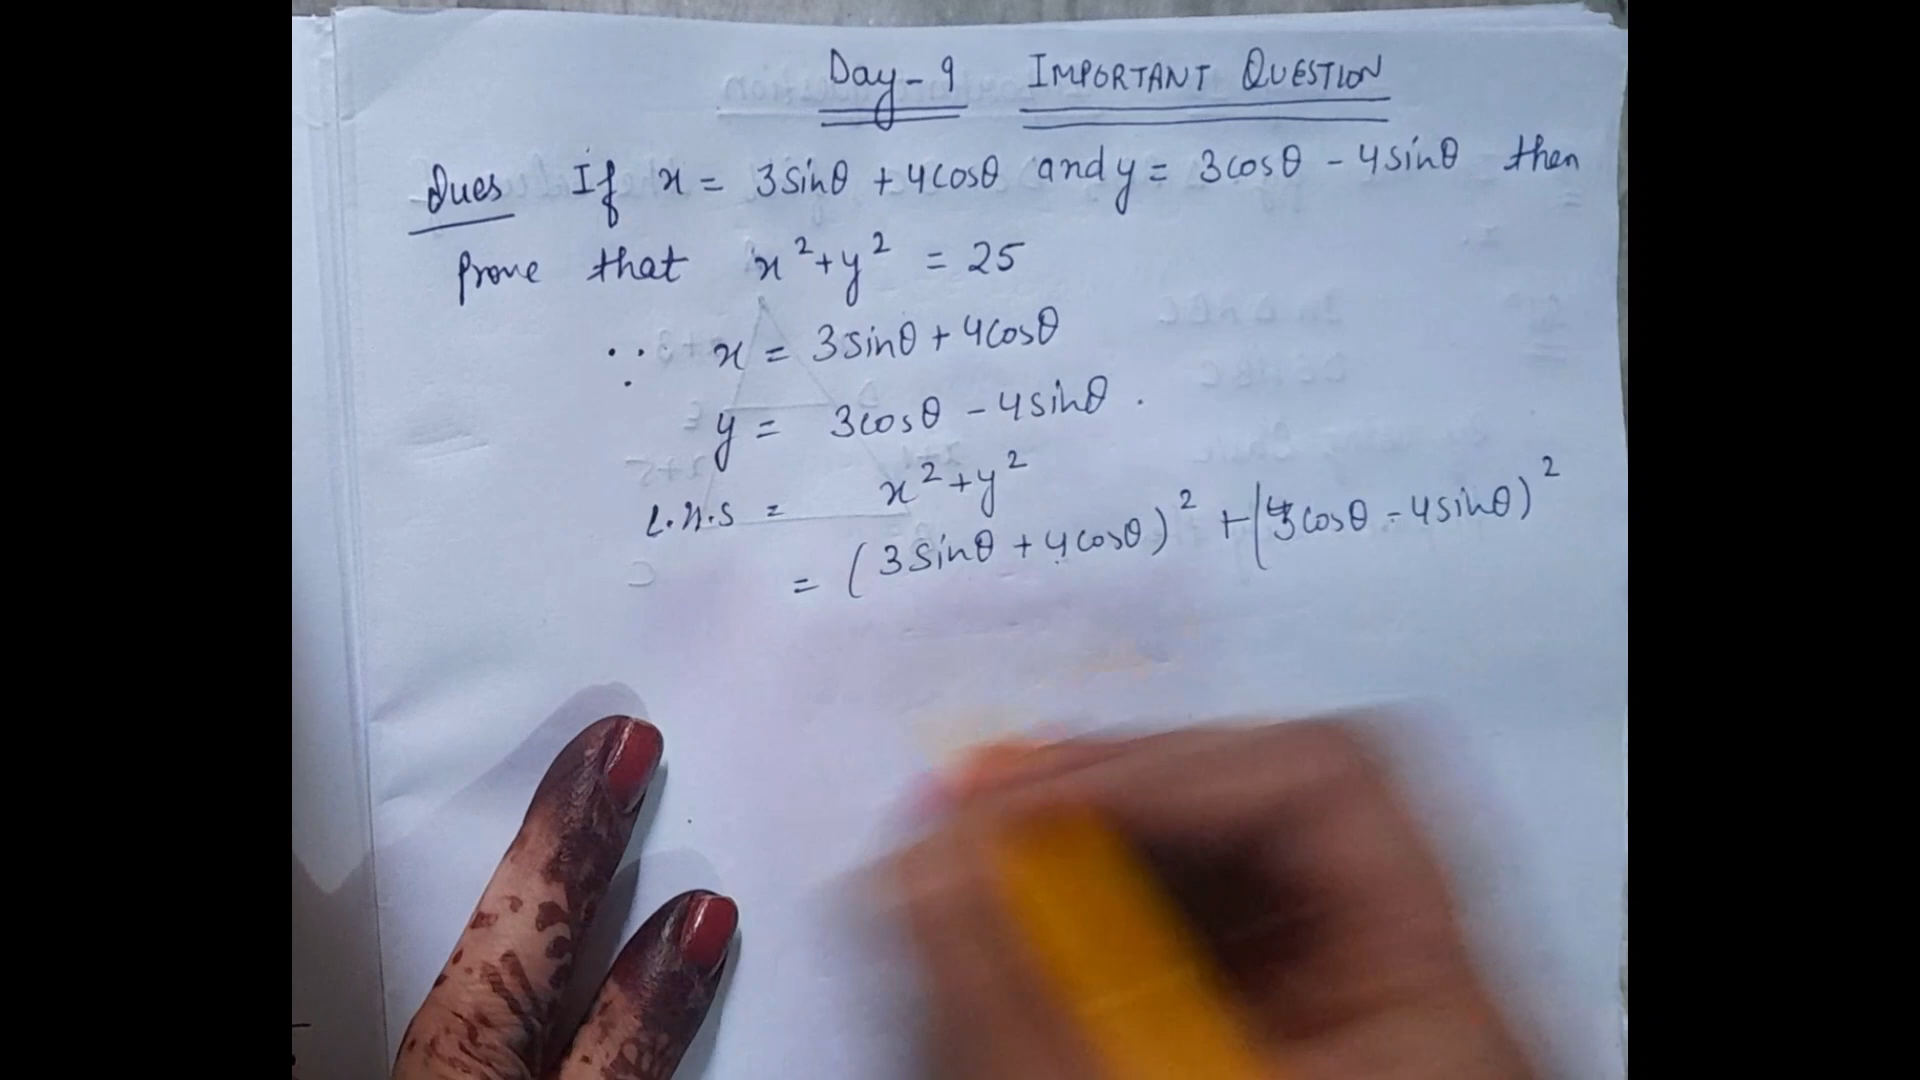 Day-9 IMPORTANT QUESTION
Ques If x = 3sinθ + 4cosθ and y = 3cosθ - 4sinθ then
prove that x²+y² = 25
∵ x = 3sinθ + 4cosθ
y = 3cosθ - 4sinθ.
L.H.S = x²+y²
= (3sinθ + 4cosθ)² + (3cosθ - 4sinθ)²